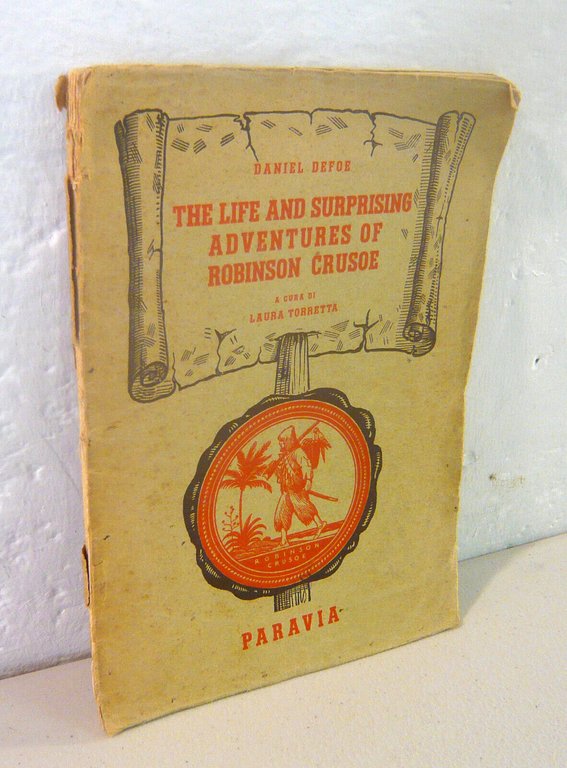 DANIEL DEFOE
THE LIFE AND SURPRISING
ADVENTURES OF
ROBINSON CRUSOE
A CURA DI
LAURA TORRETTA
ROBINSON
CRUSOE
PARAVIA